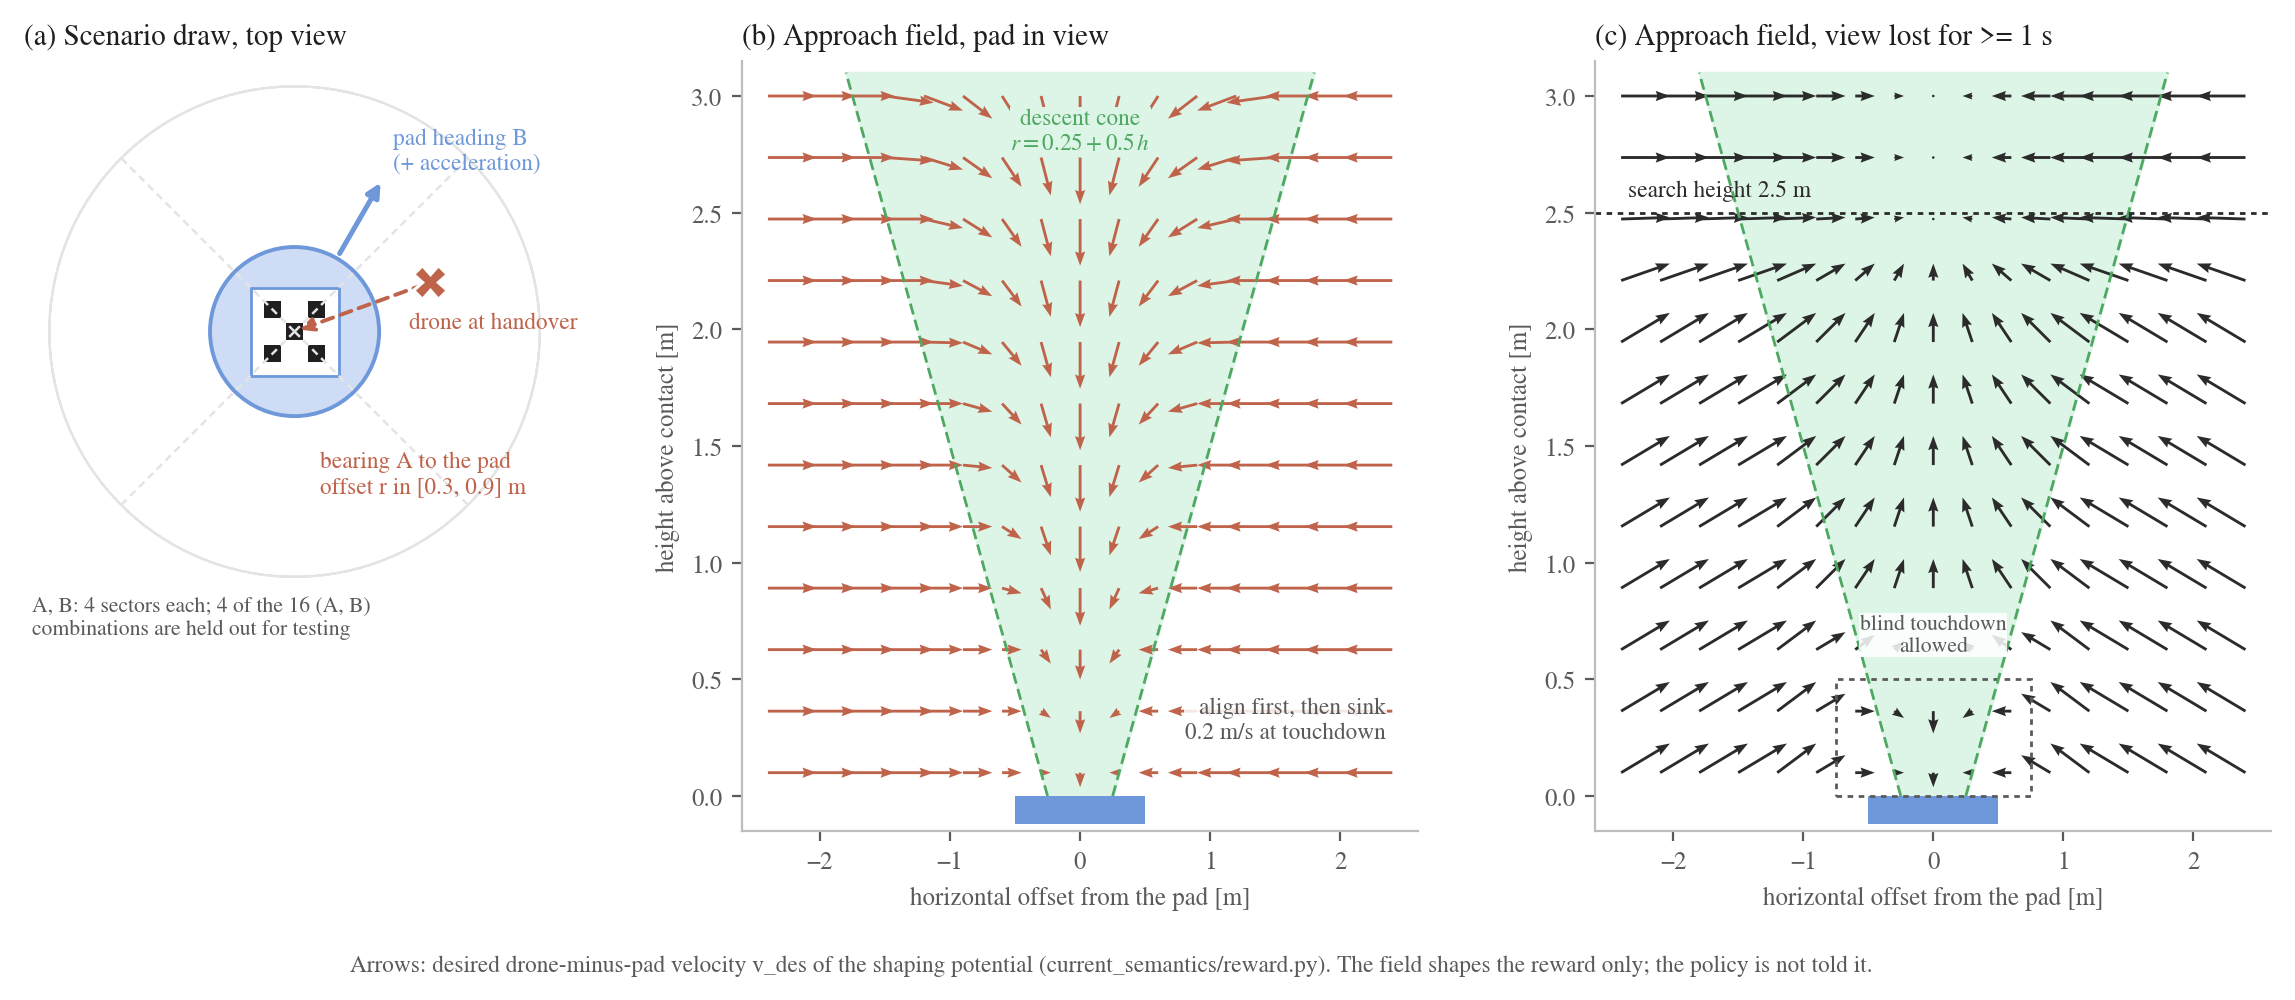 (a) Scenario draw, top view
pad heading B
(+ acceleration)
drone at handover
bearing A to the pad
offset r in [0.3, 0.9] m
A, B: 4 sectors each; 4 of the 16 (A, B)
combinations are held out for testing
(b) Approach field, pad in view
descent cone
r = 0.25 + 0.5 h
align first, then sink
0.2 m/s at touchdown
height above contact [m]
3.0
2.5
2.0
1.5
1.0
0.5
0.0
−2
−1
0
1
2
horizontal offset from the pad [m]
(c) Approach field, view lost for >= 1 s
search height 2.5 m
blind touchdown
allowed
height above contact [m]
3.0
2.5
2.0
1.5
1.0
0.5
0.0
−2
−1
0
1
2
horizontal offset from the pad [m]
Arrows: desired drone-minus-pad velocity v_des of the shaping potential (current_semantics/reward.py). The field shapes the reward only; the policy is not told it.